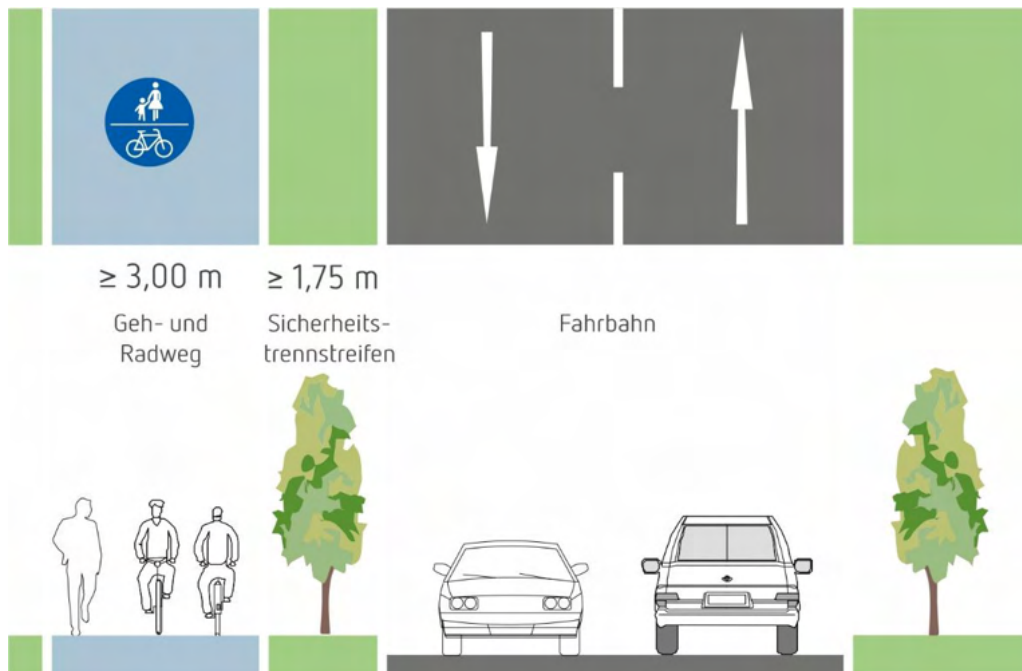 ≥ 3,00 m
Geh- und
Radweg
≥ 1,75 m
Sicherheits-
trennstreifen
Fahrbahn